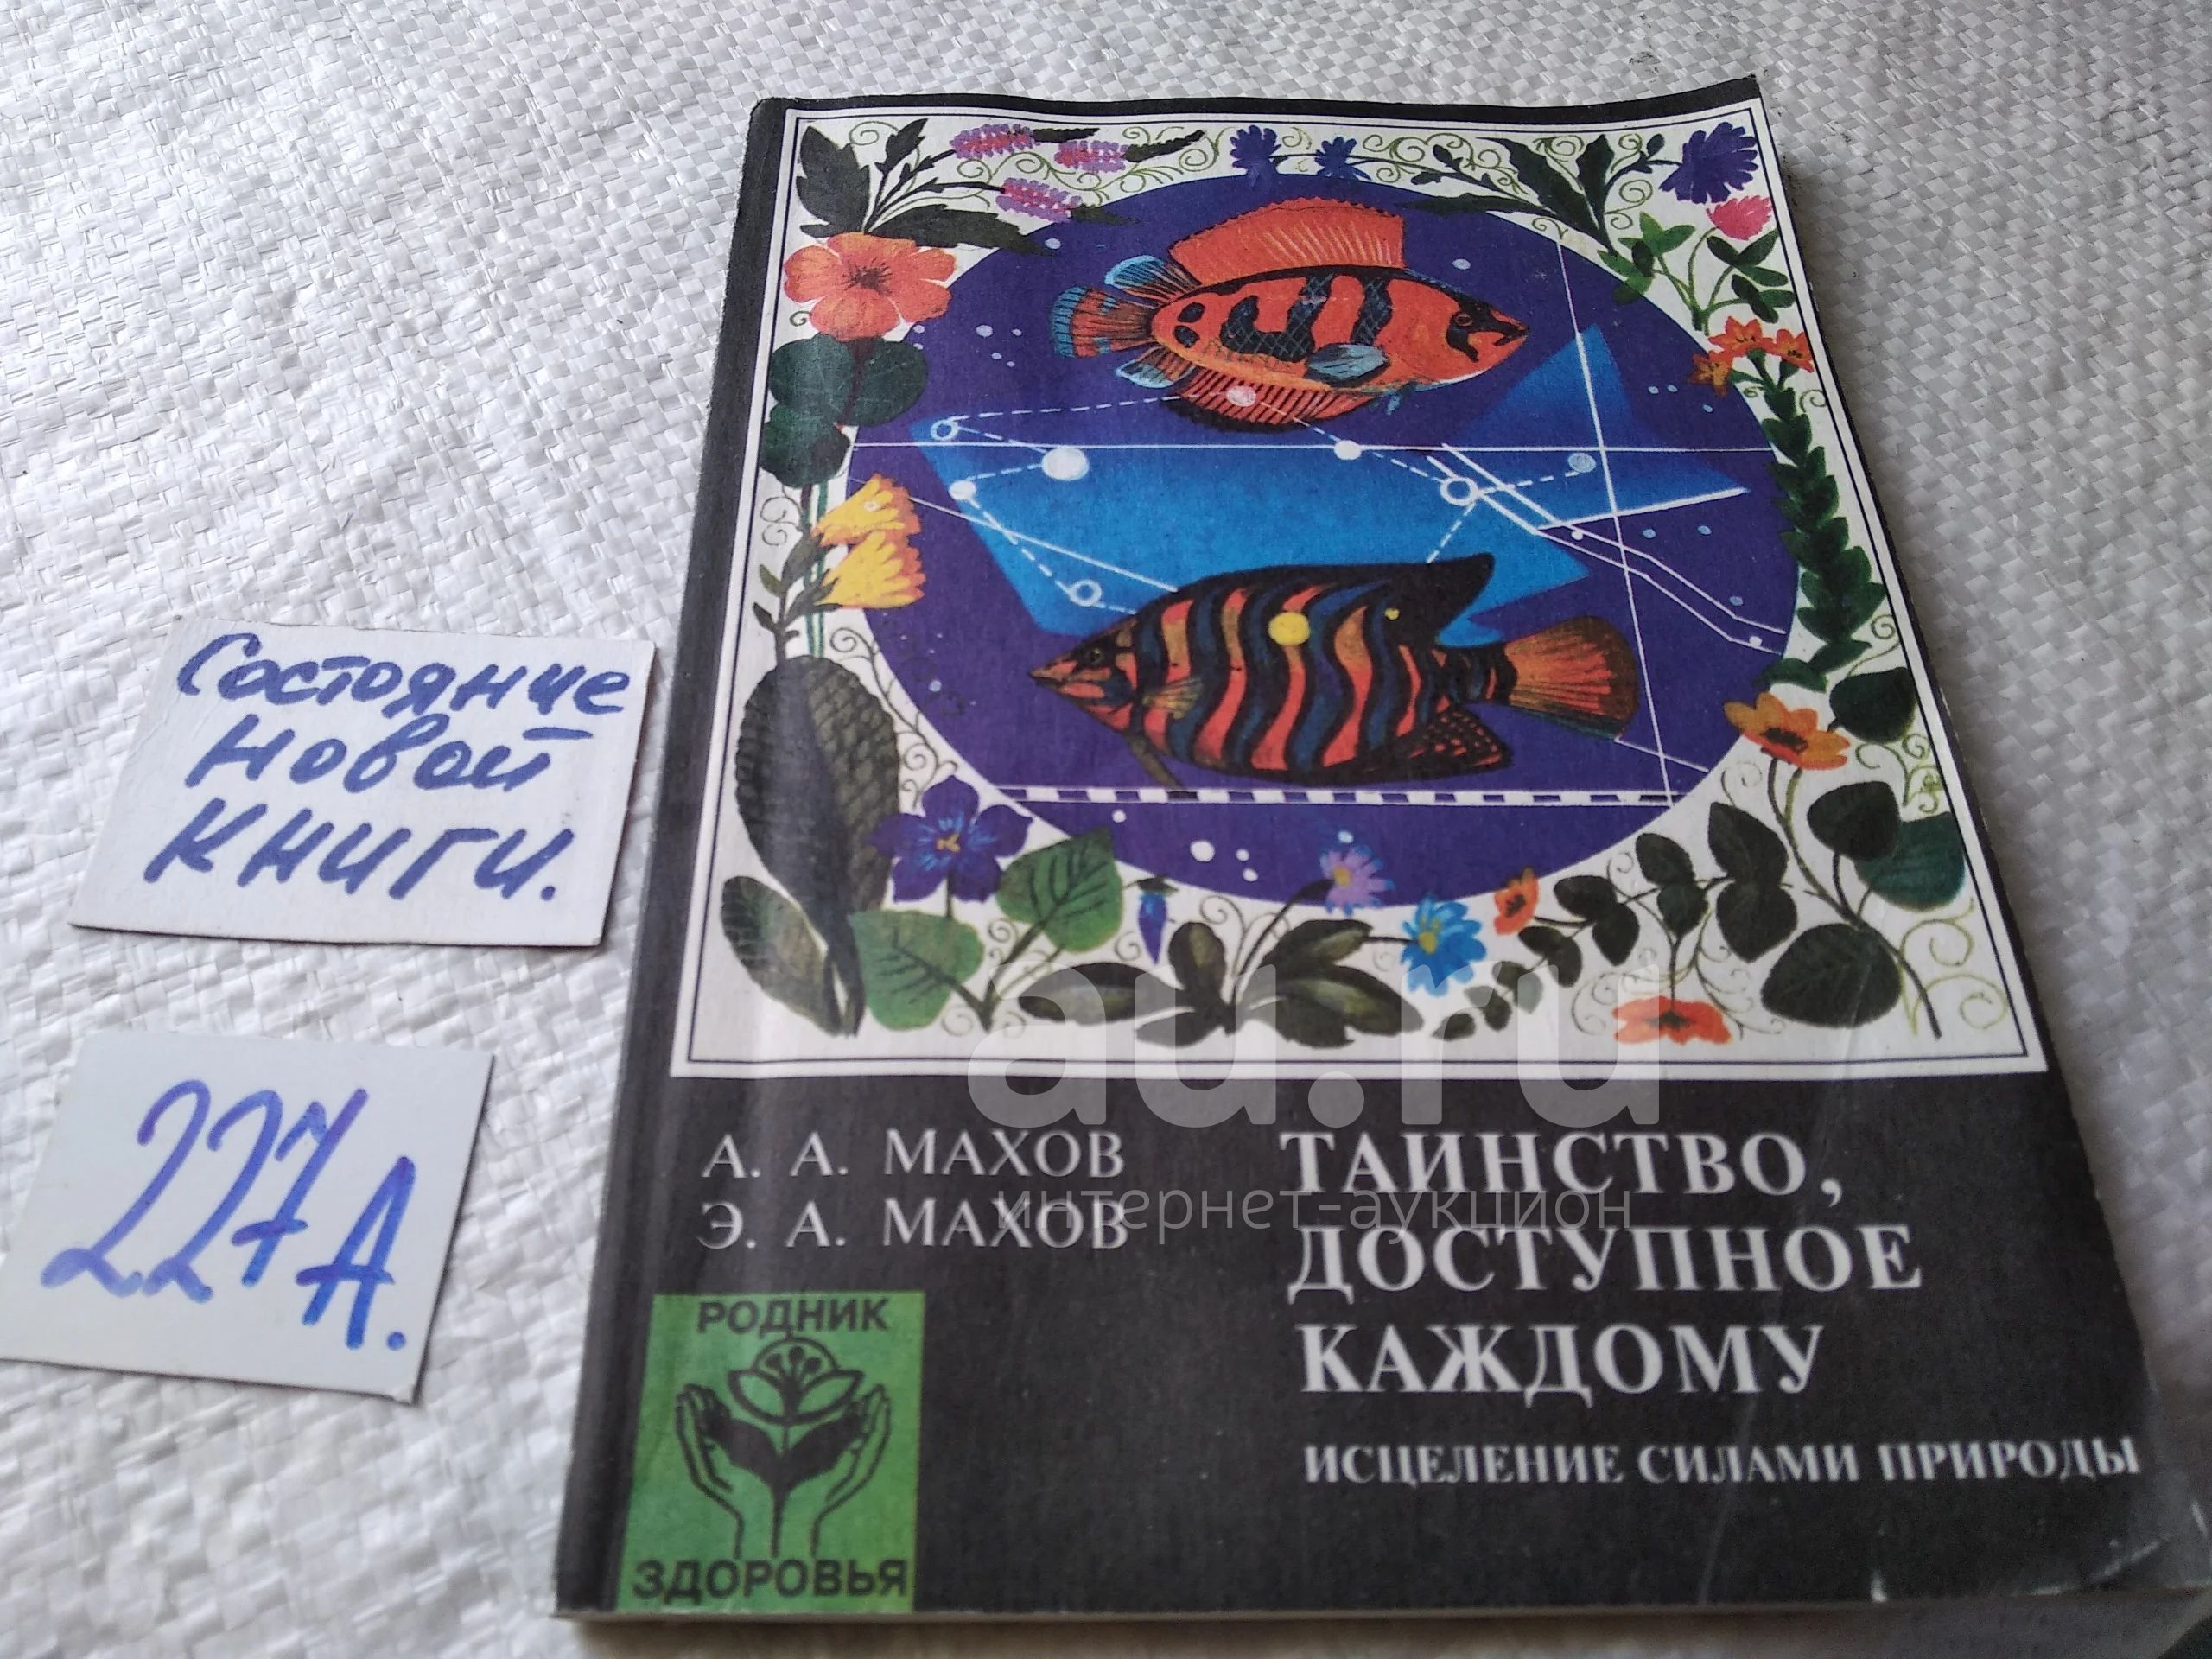 Состояние
новой
книги.
227А.
А. А. МАХОВ
Э. А. МАХОВ
ТАИНСТВО,
ДОСТУПНОЕ
КАЖДОМУ
ИСЦЕЛЕНИЕ СИЛАМИ ПРИРОДЫ
РОДНИК
ЗДОРОВЬЯ
au.ru
интернет-аукцион